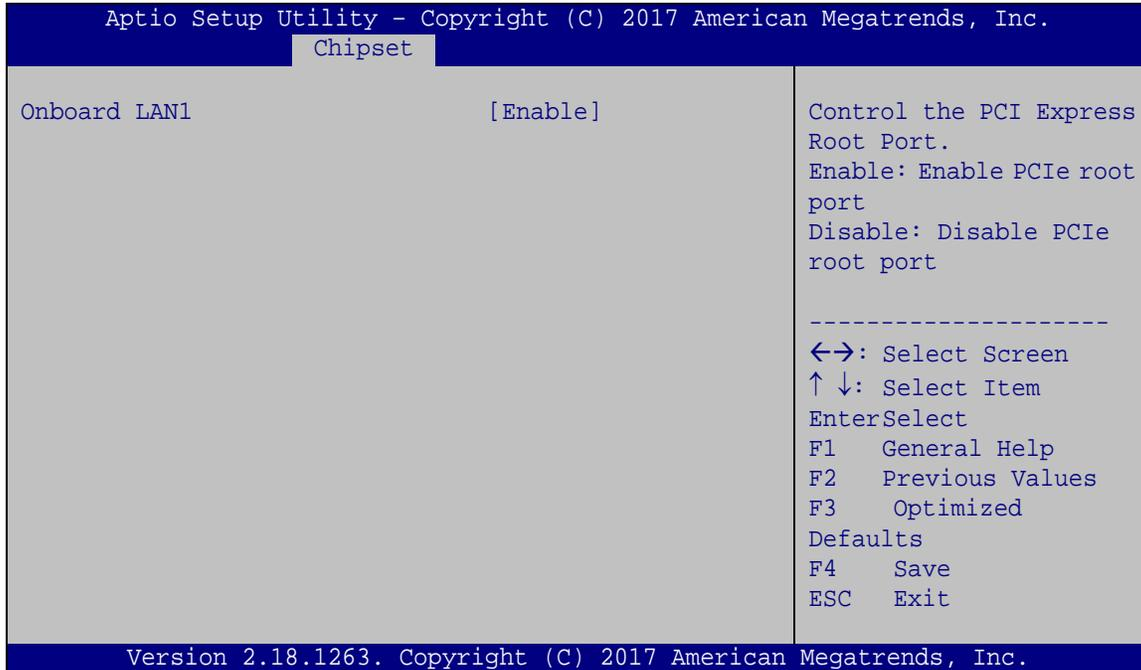 Aptio Setup Utility – Copyright (C) 2017 American Megatrends, Inc.
Chipset
Onboard LAN1 [Enable]
Control the PCI Express
Root Port.
Enable: Enable PCIe root
port
Disable: Disable PCIe
root port
---------------------
←→: Select Screen
↑ ↓: Select Item
EnterSelect
F1 General Help
F2 Previous Values
F3 Optimized
Defaults
F4 Save
ESC Exit
Version 2.18.1263. Copyright (C) 2017 American Megatrends, Inc.